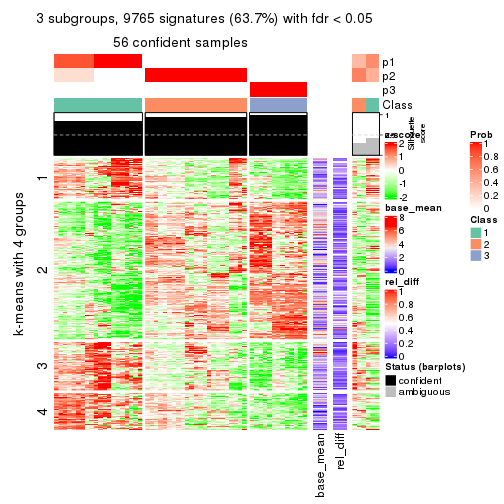 3 subgroups, 9765 signatures (63.7%) with fdr < 0.05
56 confident samples
p1
p2
p3
Class
1
Silhouette
score
k-means with 4 groups
1
2
3
4
base_mean
rel_diff
z-score
2
1
0
-1
-2
base_mean
8
6
4
2
0
rel_diff
1
0.8
0.6
0.4
0.2
0
Status (barplots)
confident
ambiguous
Prob
1
0.8
0.6
0.4
0.2
0
Class
1
2
3